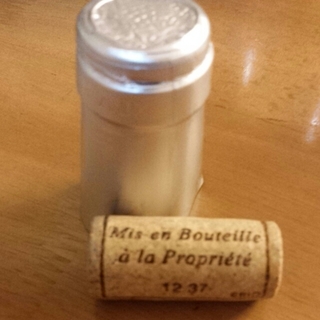 Mis en Bouteille
à la Propriété
12 37